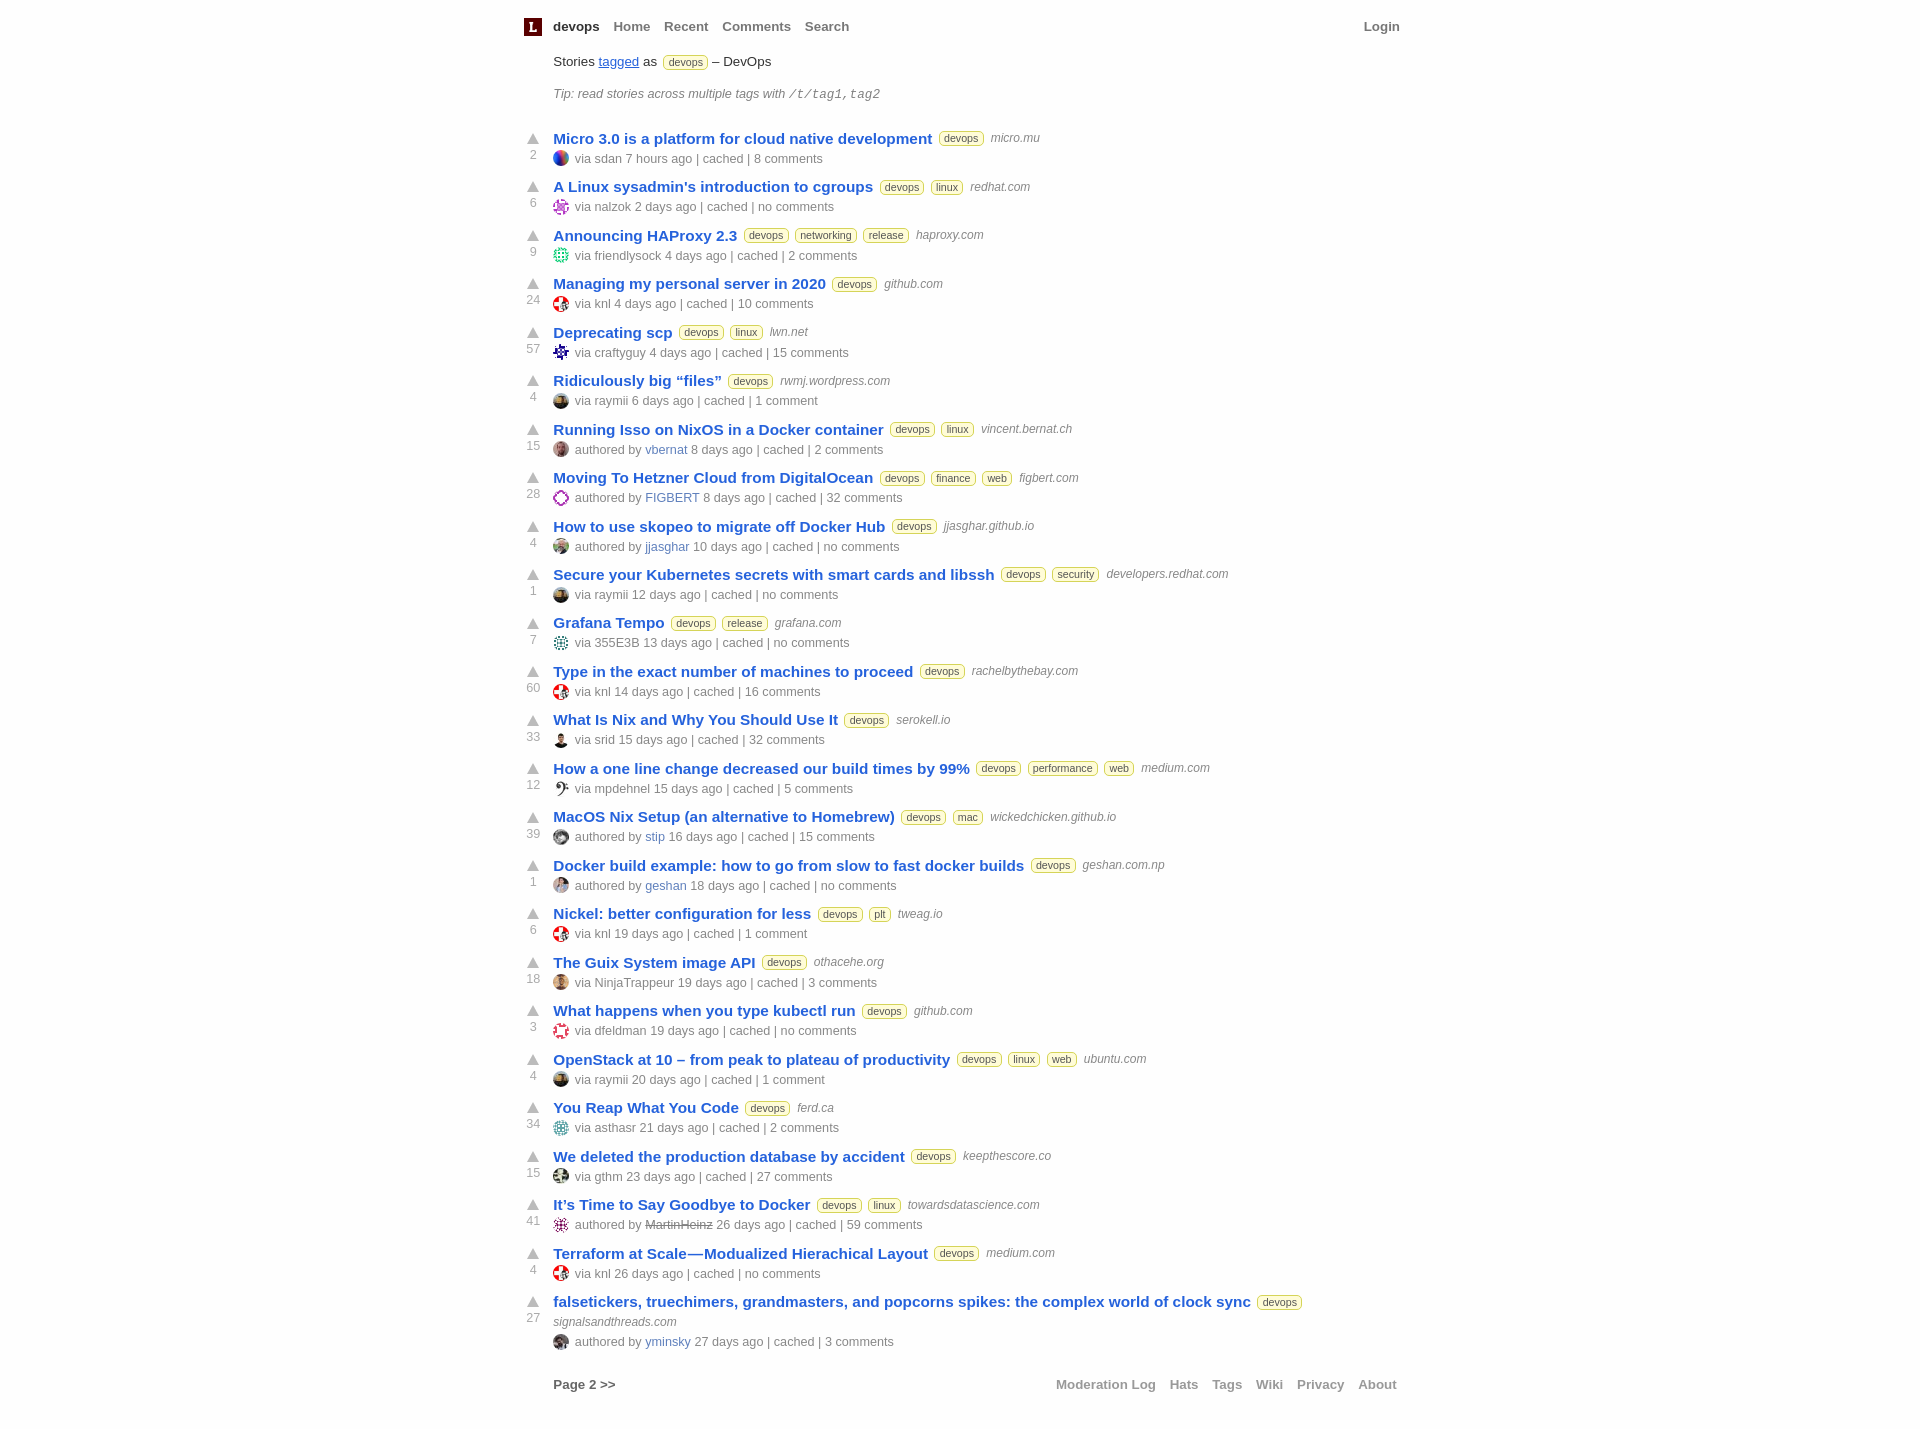 L devops Home Recent Comments Search Login
Stories tagged as devops – DevOps
Tip: read stories across multiple tags with /t/tag1,tag2
Micro 3.0 is a platform for cloud native development devops micro.mu
2 via sdan 7 hours ago | cached | 8 comments
A Linux sysadmin's introduction to cgroups devops linux redhat.com
6 via nalzok 2 days ago | cached | no comments
Announcing HAProxy 2.3 devops networking release haproxy.com
9 via friendlysock 4 days ago | cached | 2 comments
Managing my personal server in 2020 devops github.com
24 via knl 4 days ago | cached | 10 comments
Deprecating scp devops linux lwn.net
57 via craftyguy 4 days ago | cached | 15 comments
Ridiculously big “files” devops rwmj.wordpress.com
4 via raymii 6 days ago | cached | 1 comment
Running Isso on NixOS in a Docker container devops linux vincent.bernat.ch
15 authored by vbernat 8 days ago | cached | 2 comments
Moving To Hetzner Cloud from DigitalOcean devops finance web figbert.com
28 authored by FIGBERT 8 days ago | cached | 32 comments
How to use skopeo to migrate off Docker Hub devops jjasghar.github.io
4 authored by jjasghar 10 days ago | cached | no comments
Secure your Kubernetes secrets with smart cards and libssh devops security developers.redhat.com
1 via raymii 12 days ago | cached | no comments
Grafana Tempo devops release grafana.com
7 via 355E3B 13 days ago | cached | no comments
Type in the exact number of machines to proceed devops rachelbythebay.com
60 via knl 14 days ago | cached | 16 comments
What Is Nix and Why You Should Use It devops serokell.io
33 via srid 15 days ago | cached | 32 comments
How a one line change decreased our build times by 99% devops performance web medium.com
12 via mpdehnel 15 days ago | cached | 5 comments
MacOS Nix Setup (an alternative to Homebrew) devops mac wickedchicken.github.io
39 authored by stip 16 days ago | cached | 15 comments
Docker build example: how to go from slow to fast docker builds devops geshan.com.np
1 authored by geshan 18 days ago | cached | no comments
Nickel: better configuration for less devops plt tweag.io
6 via knl 19 days ago | cached | 1 comment
The Guix System image API devops othacehe.org
18 via NinjaTrappeur 19 days ago | cached | 3 comments
What happens when you type kubectl run devops github.com
3 via dfeldman 19 days ago | cached | no comments
OpenStack at 10 – from peak to plateau of productivity devops linux web ubuntu.com
4 via raymii 20 days ago | cached | 1 comment
You Reap What You Code devops ferd.ca
34 via asthasr 21 days ago | cached | 2 comments
We deleted the production database by accident devops keepthescore.co
15 via gthm 23 days ago | cached | 27 comments
It’s Time to Say Goodbye to Docker devops linux towardsdatascience.com
41 authored by MartinHeinz 26 days ago | cached | 59 comments
Terraform at Scale — Modualized Hierachical Layout devops medium.com
4 via knl 26 days ago | cached | no comments
falsetickers, truechimers, grandmasters, and popcorns spikes: the complex world of clock sync devops
27 signalsandthreads.com
authored by yminsky 27 days ago | cached | 3 comments
Page 2 >> Moderation Log Hats Tags Wiki Privacy About